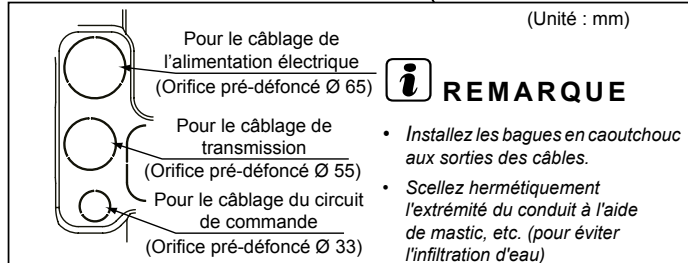 (Unité : mm)
Pour le câblage de
l'alimentation électrique
(Orifice pré-défoncé Ø 65)
Pour le câblage de
transmission
(Orifice pré-défoncé Ø 55)
Pour le câblage du circuit
de commande
(Orifice pré-défoncé Ø 33)
i REMARQUE
• Installez les bagues en caoutchouc
aux sorties des câbles.
• Scellez hermétiquement
l'extrémité du conduit à l'aide
de mastic, etc. (pour éviter
l'infiltration d'eau)